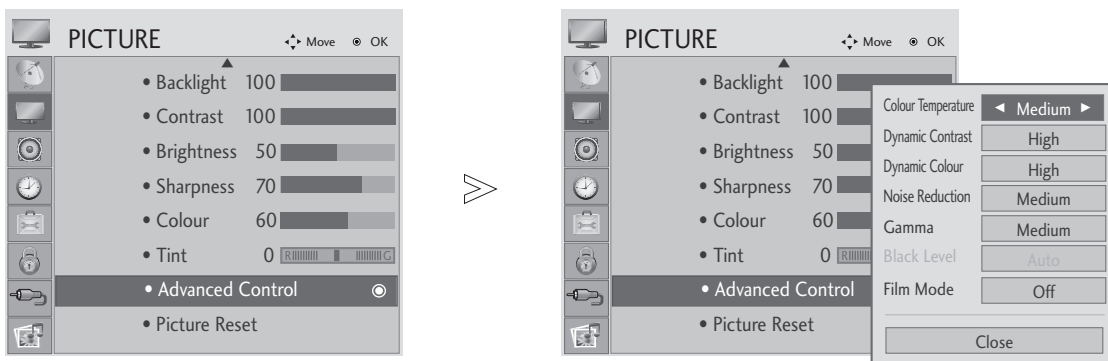 PICTURE
Move OK
• Backlight 100
• Contrast 100
• Brightness 50
• Sharpness 70
• Colour 60
• Tint 0 R G
• Advanced Control
• Picture Reset
PICTURE
Move OK
• Backlight 100
• Contrast 100
• Brightness 50
• Sharpness 70
• Colour 60
• Tint 0 R
• Advanced Control
• Picture Reset
Colour Temperature ◄ Medium ►
Dynamic Contrast High
Dynamic Colour High
Noise Reduction Medium
Gamma Medium
Black Level Auto
Film Mode Off
Close